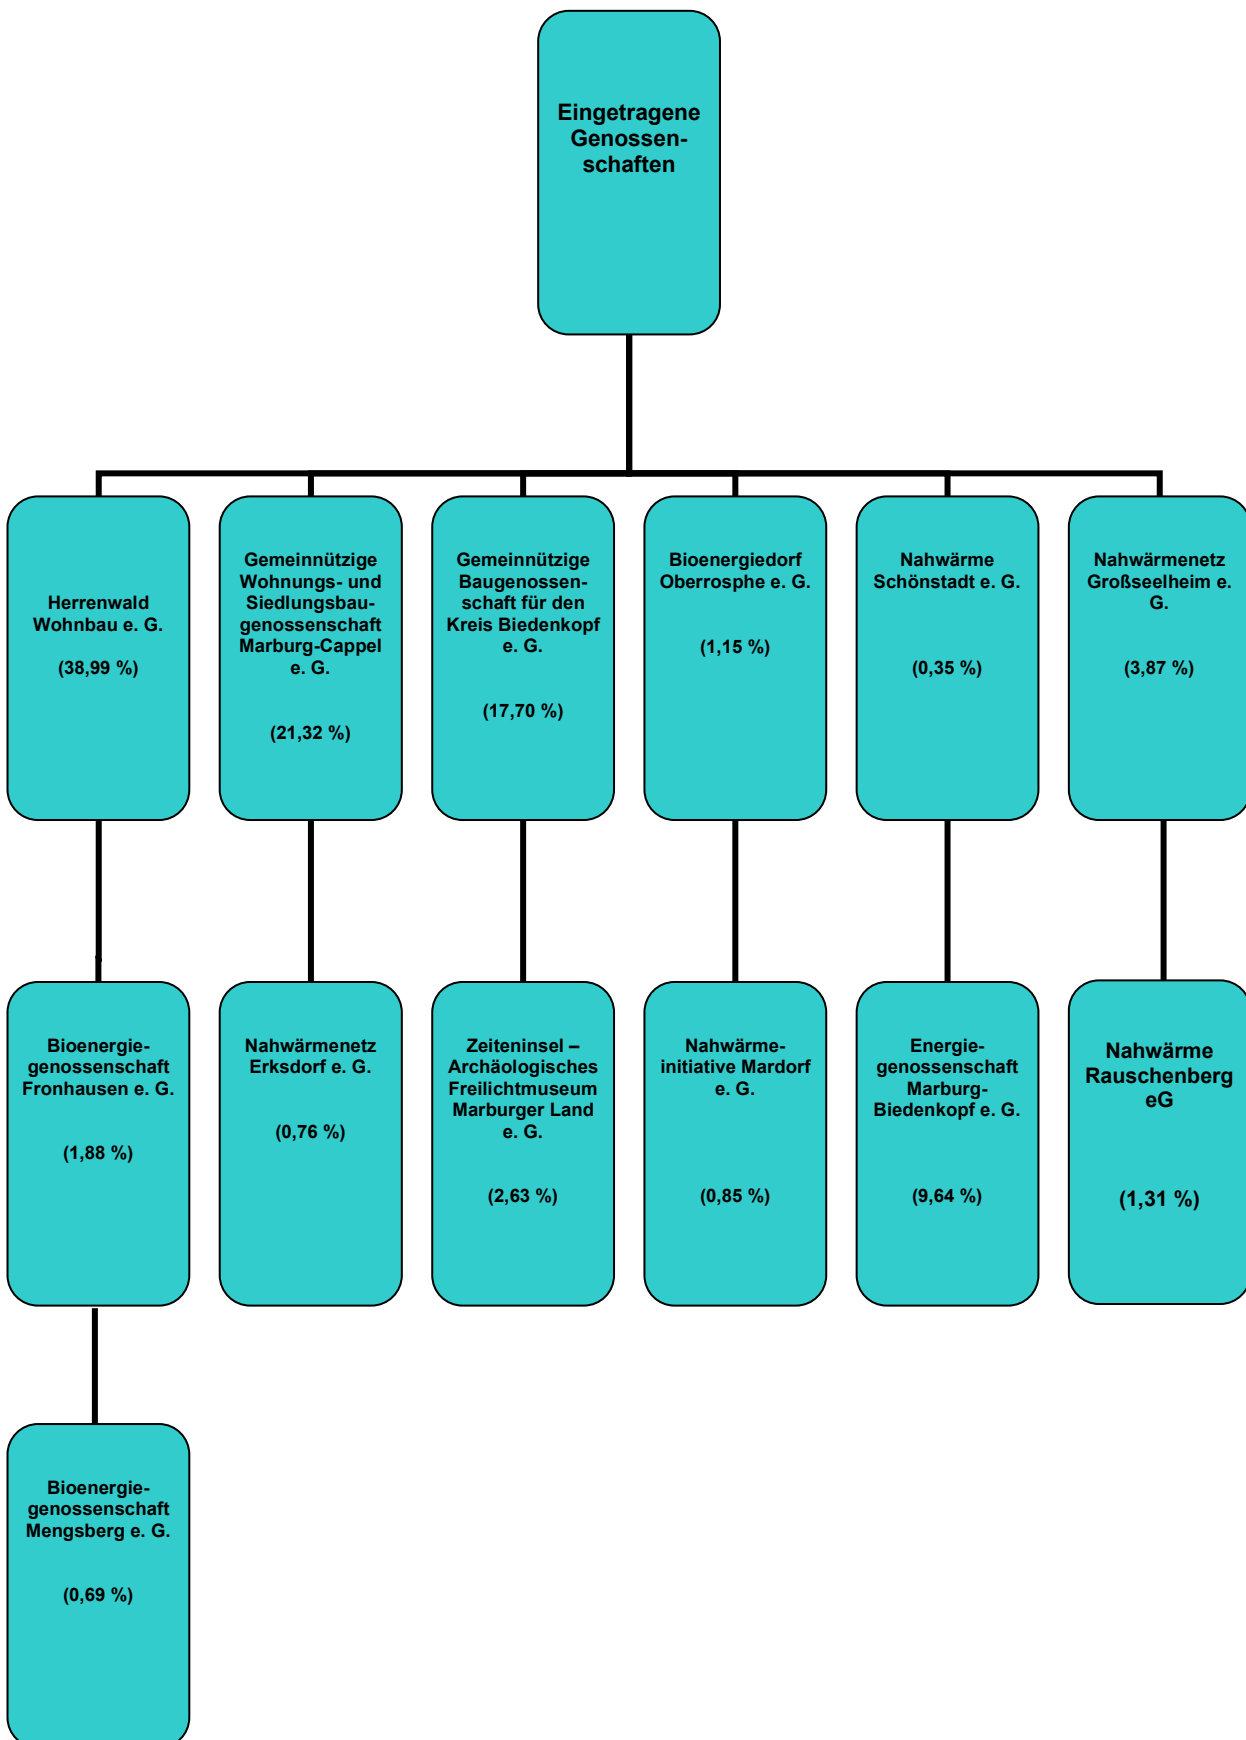 Eingetragene
Genossen-
schaften
Herrenwald
Wohnbau e. G.
(38,99 %)
Gemeinnützige
Wohnungs- und
Siedlungsbau-
genossenschaft
Marburg-Cappel
e. G.
(21,32 %)
Gemeinnützige
Baugenossen-
schaft für den
Kreis Biedenkopf
e. G.
(17,70 %)
Bioenergiedorf
Oberrosphe e. G.
(1,15 %)
Nahwärme
Schönstadt e. G.
(0,35 %)
Nahwärmenetz
Großseelheim e.
G.
(3,87 %)
Bioenergie-
genossenschaft
Fronhausen e. G.
(1,88 %)
Nahwärmenetz
Erksdorf e. G.
(0,76 %)
Zeiteninsel –
Archäologisches
Freilichtmuseum
Marburger Land
e. G.
(2,63 %)
Nahwärme-
initiative Mardorf
e. G.
(0,85 %)
Energie-
genossenschaft
Marburg-
Biedenkopf e. G.
(9,64 %)
Nahwärme
Rauschenberg
eG
(1,31 %)
Bioenergie-
genossenschaft
Mengsberg e. G.
(0,69 %)